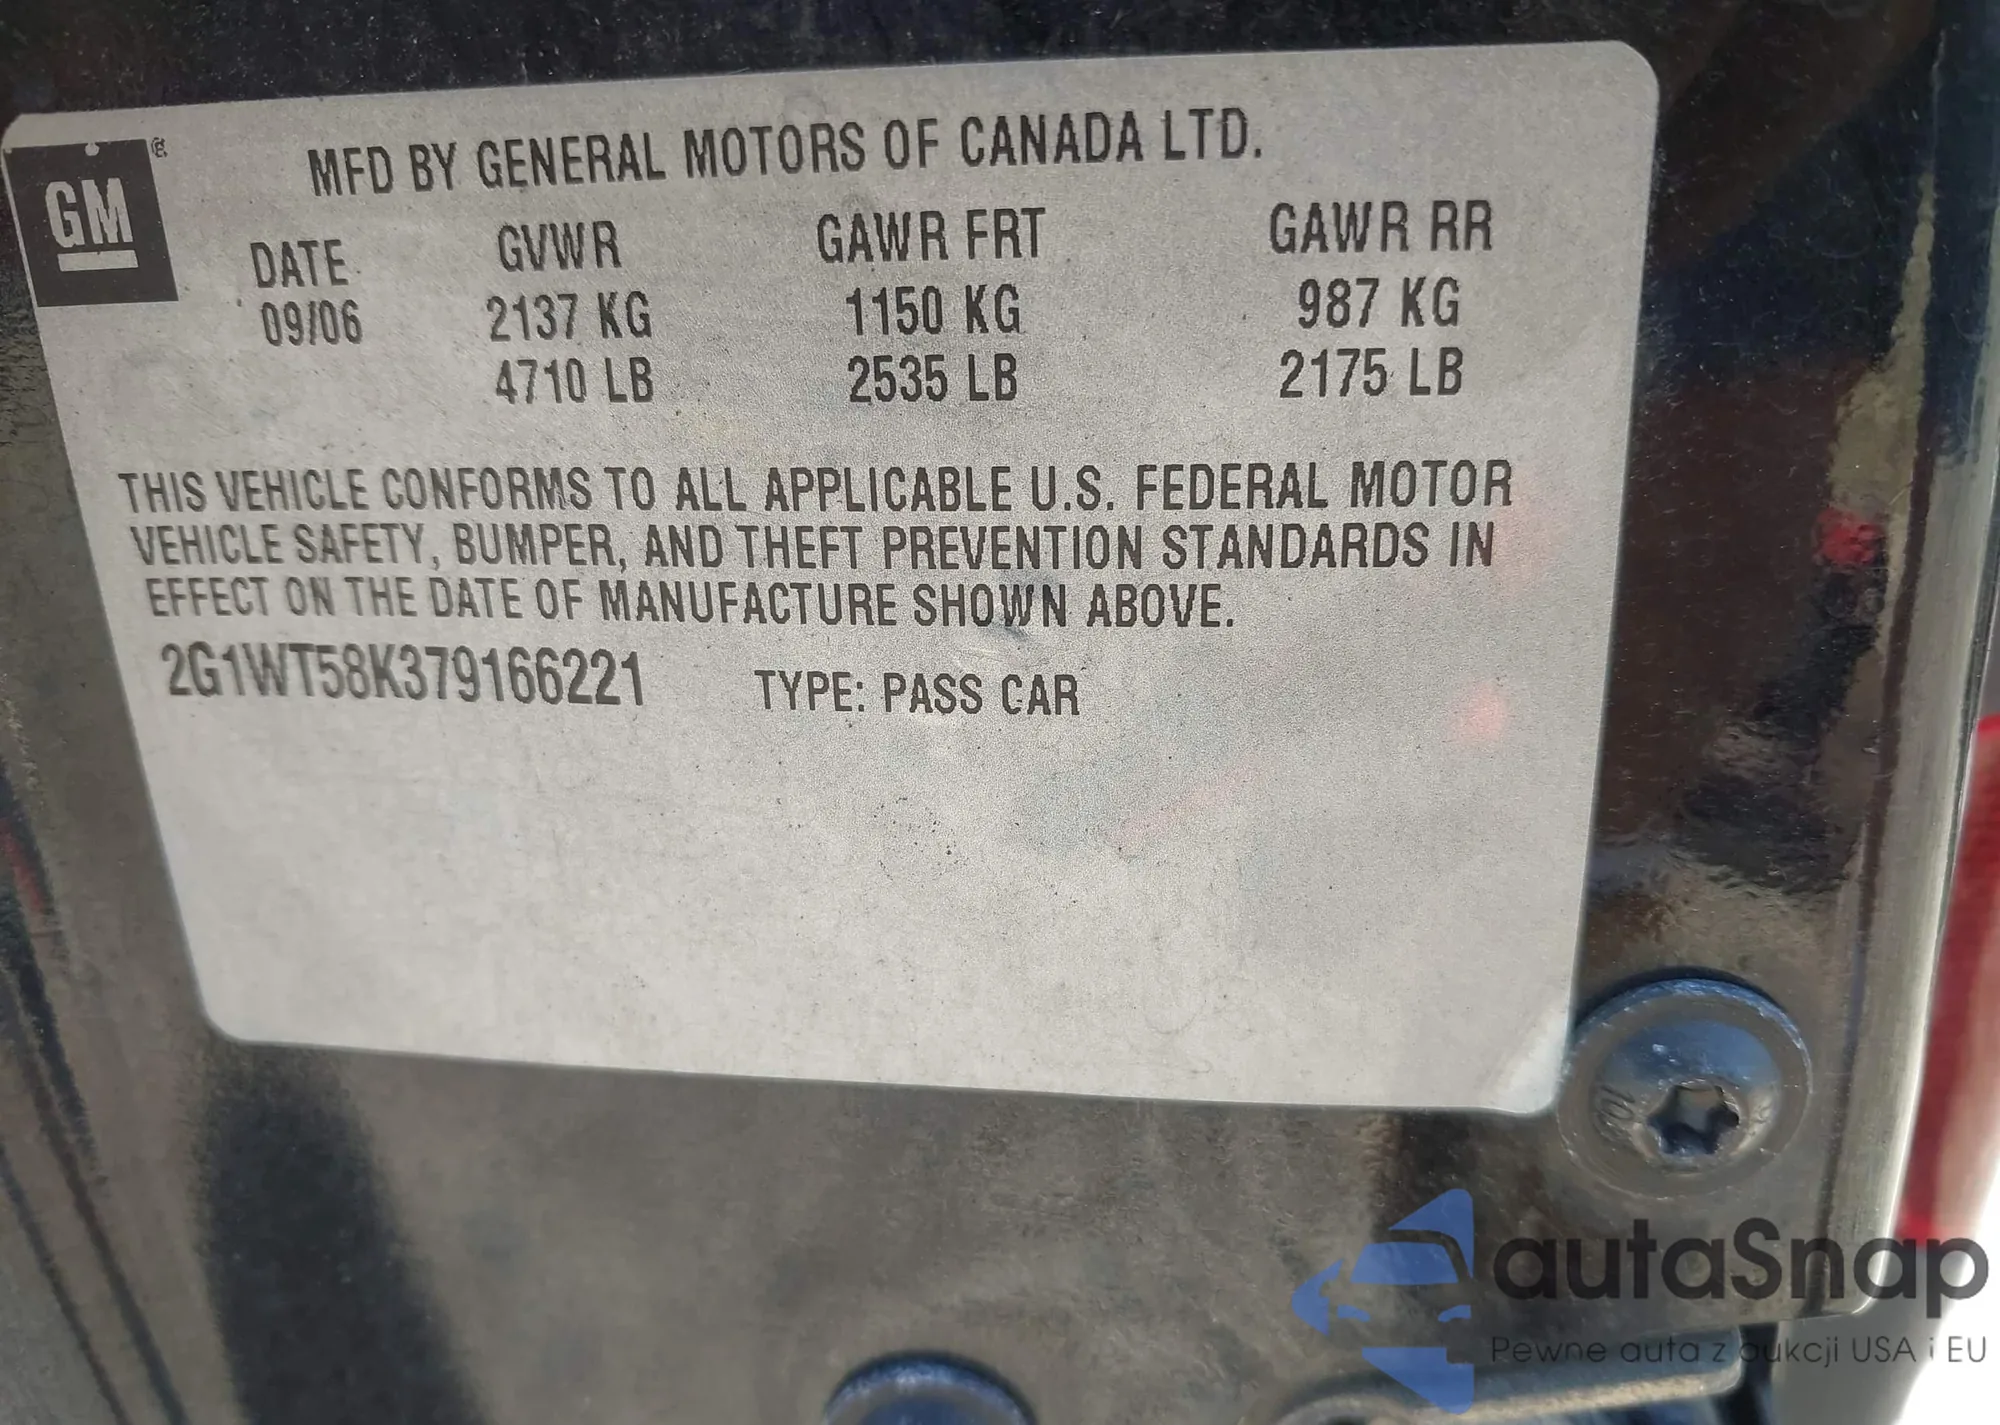 GM
MFD BY GENERAL MOTORS OF CANADA LTD.
DATE GVWR GAWR FRT GAWR RR
09/06 2137 KG 1150 KG 987 KG
4710 LB 2535 LB 2175 LB
THIS VEHICLE CONFORMS TO ALL APPLICABLE U.S. FEDERAL MOTOR
VEHICLE SAFETY, BUMPER, AND THEFT PREVENTION STANDARDS IN
EFFECT ON THE DATE OF MANUFACTURE SHOWN ABOVE.
2G1WT58K379166221 TYPE: PASS CAR
autaSnap
Pewne auta z aukcji USA i EU